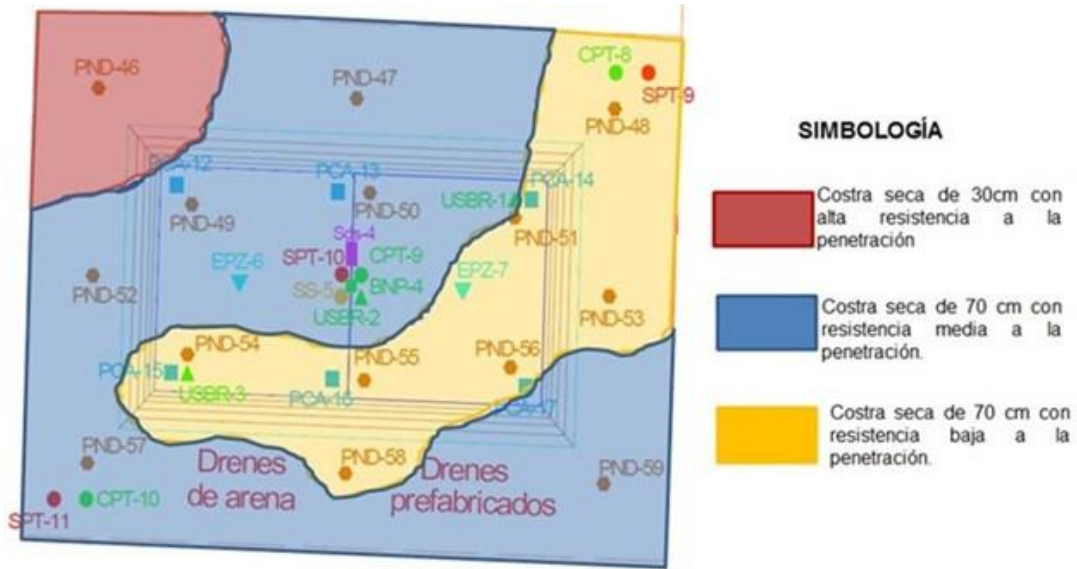 CPT-8
PND-46
PND-47
SPT-9
PND-48
SIMBOLOGÍA
PCA-12
PCA-13
PCA-14
USBR-1
PND-49
PND-50
PND-51
Costra seca de 30cm con
alta resistencia a la
penetración
SPT-10
CPT-9
EPZ-6
EPZ-7
PND-52
SS-5
BNP-4
USBR-2
PND-53
Costra seca de 70 cm con
resistencia media a la
penetración.
PND-54
PND-55
PND-56
PCA-15
USBR-3
PCA-16
PCA-17
Costra seca de 70 cm con
resistencia baja a la
penetración.
PND-57
PND-58
PND-59
Drenes
de arena
Drenes
prefabricados
CPT-10
SPT-11